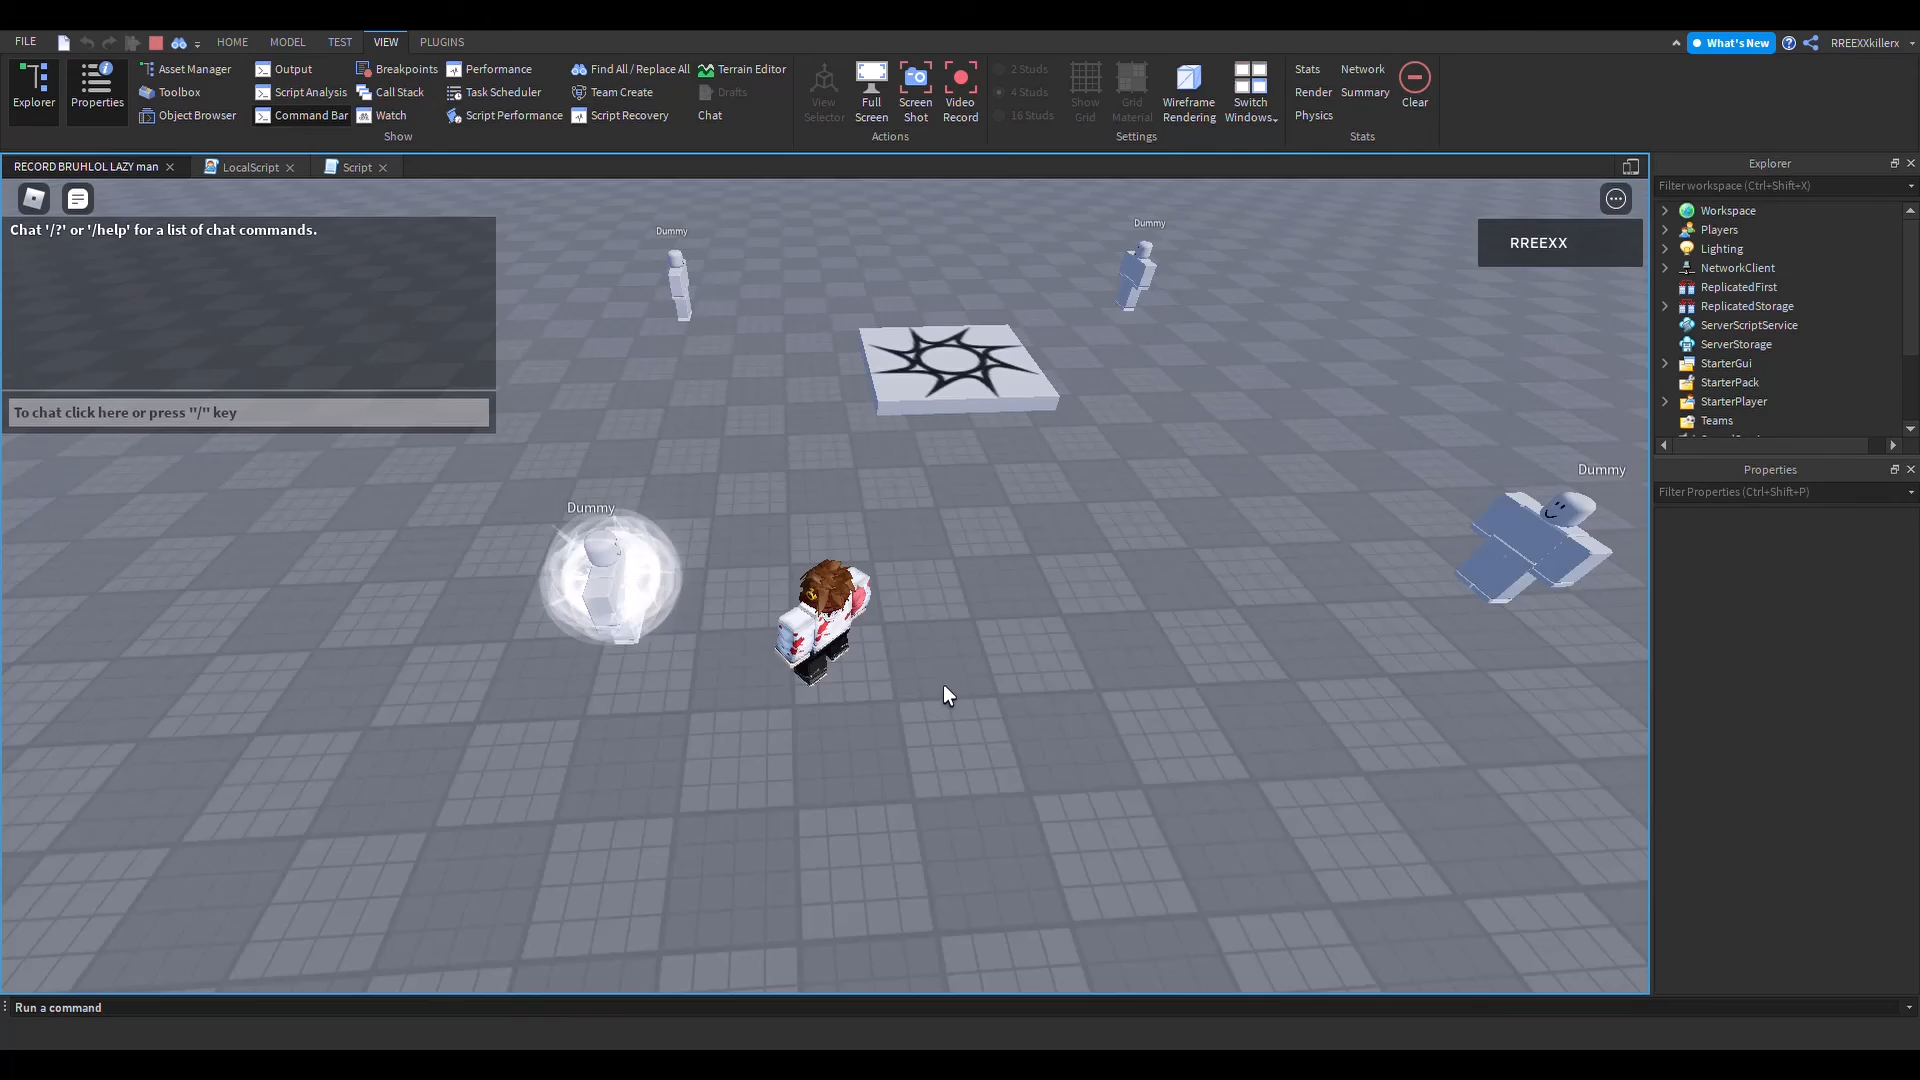 FILE
HOME
MODEL
TEST
VIEW
PLUGINS
What's New
RREEXXkillerx
Explorer
Properties
Asset Manager
Toolbox
Object Browser
Output
Script Analysis
Command Bar
Breakpoints
Call Stack
Watch
Performance
Task Scheduler
Script Performance
Find All / Replace All
Team Create
Script Recovery
Terrain Editor
Drafts
Chat
Show
View
Selector
Full
Screen
Screen
Shot
Video
Record
Actions
2 Studs
4 Studs
16 Studs
Show
Grid
Grid
Material
Wireframe
Rendering
Switch
Windows
Settings
Stats
Render
Physics
Network
Summary
Clear
Stats
RECORD BRUHLOL LAZY man
LocalScript
Script
Chat '/?' or '/help' for a list of chat commands.
To chat click here or press "/" key
Dummy
Dummy
Dummy
Dummy
RREEXX
Explorer
Filter workspace (Ctrl+Shift+X)
Workspace
Players
Lighting
NetworkClient
ReplicatedFirst
ReplicatedStorage
ServerScriptService
ServerStorage
StarterGui
StarterPack
StarterPlayer
Teams
Properties
Filter Properties (Ctrl+Shift+P)
Run a command